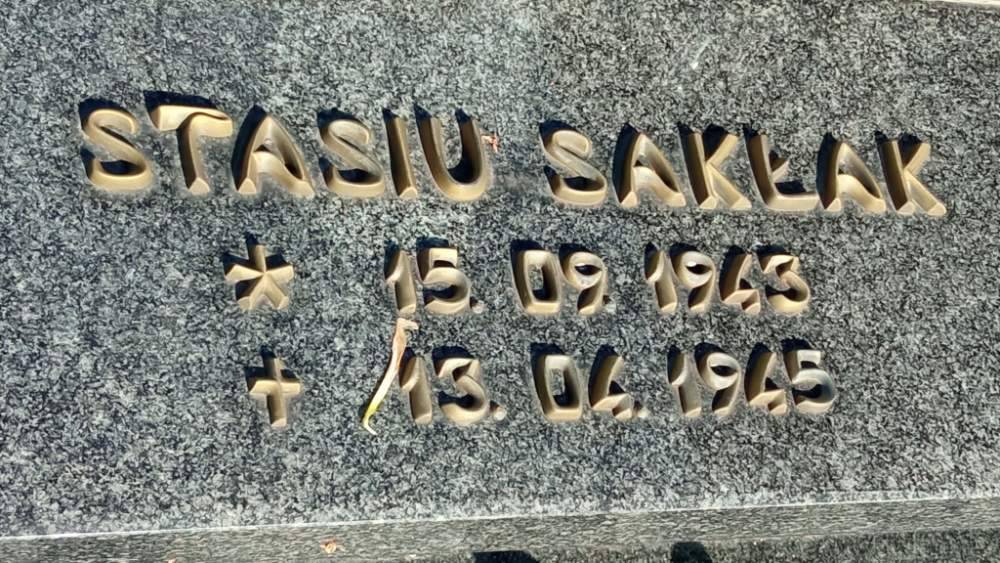 STASIU SAKŁAK
* 15. 09. 1943
† 13. 04. 1945